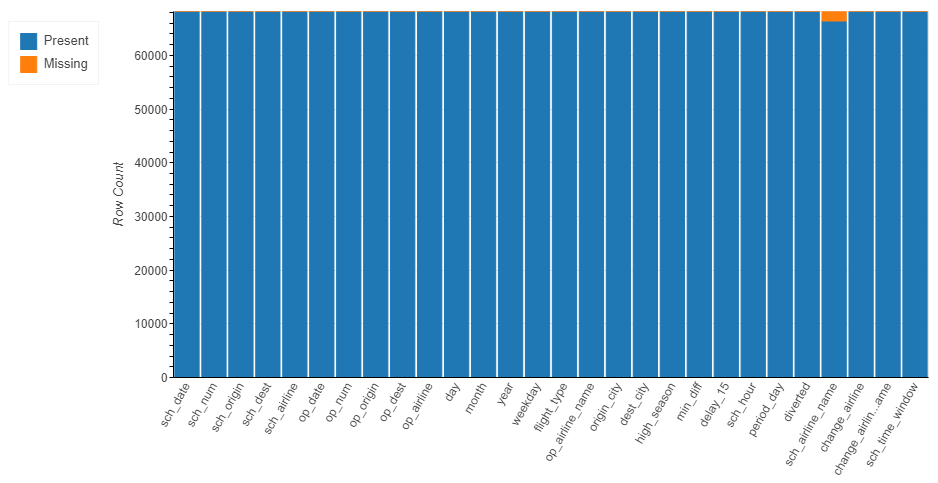 Present
Missing
Row Count
60000
50000
40000
30000
20000
10000
0
sch_date
sch_num
sch_origin
sch_dest
sch_airline
op_date
op_num
op_origin
op_dest
op_airline
day
month
year
weekday
flight_type
op_airline_name
origin_city
dest_city
high_season
min_diff
delay_15
sch_hour
period_day
diverted
sch_airline_name
change_airline
change_airlin...ame
sch_time_window